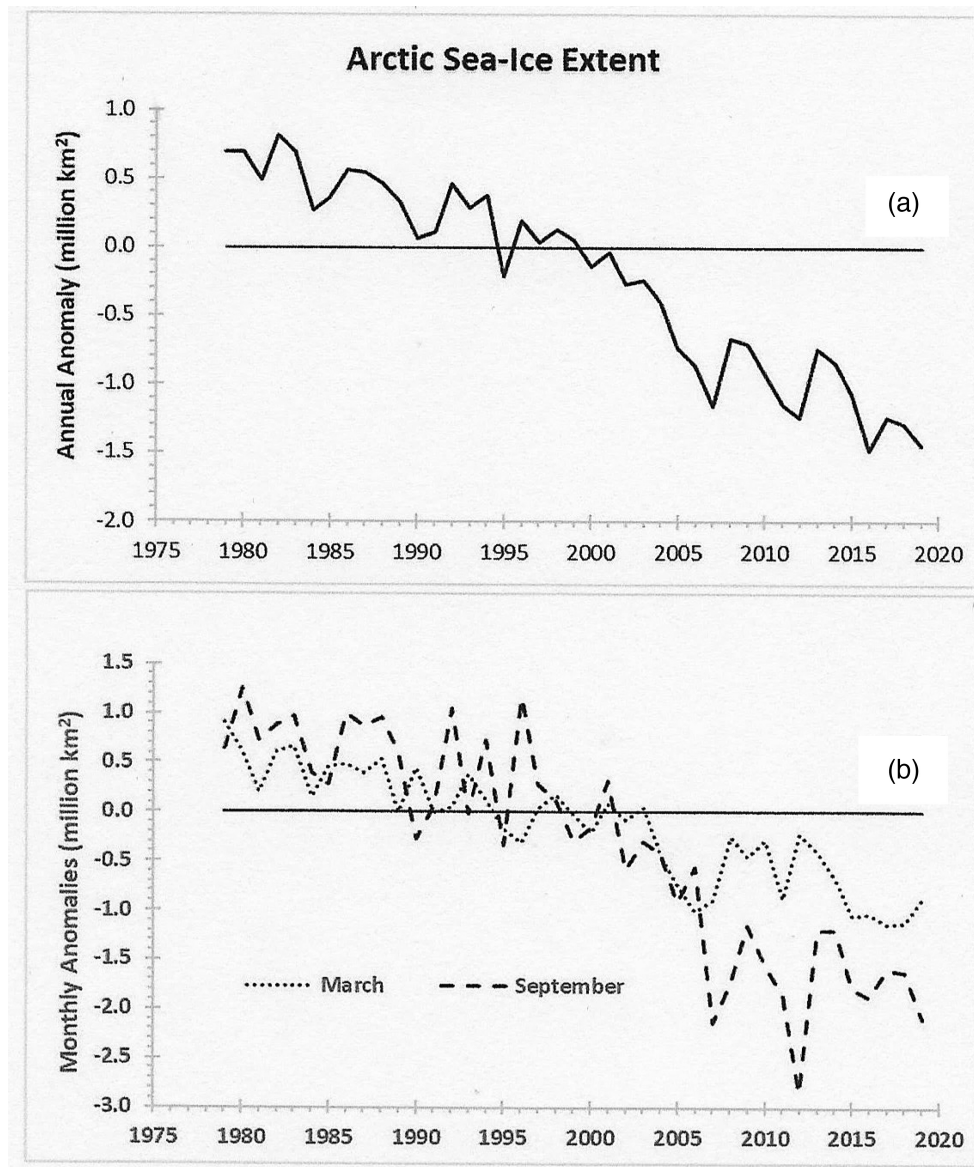 Arctic Sea-Ice Extent
Annual Anomaly (million km²)
1.0
0.5
0.0
-0.5
-1.0
-1.5
-2.0
(a)
1975 1980 1985 1990 1995 2000 2005 2010 2015 2020
Monthly Anomalies (million km²)
1.5
1.0
0.5
0.0
-0.5
-1.0
-1.5
-2.0
-2.5
-3.0
(b)
March September
1975 1980 1985 1990 1995 2000 2005 2010 2015 2020